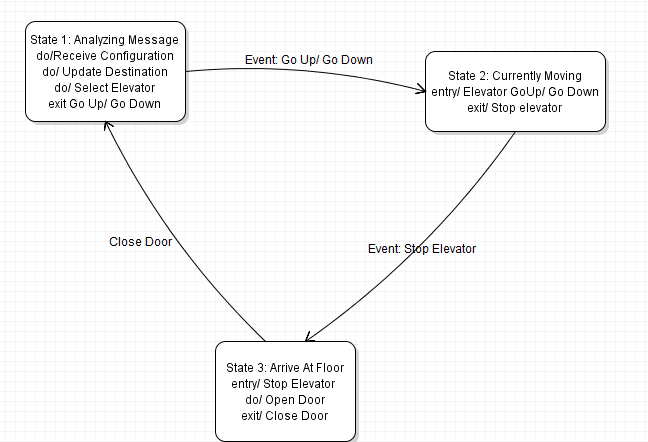 State 1: Analyzing Message
do/Receive Configuration
do/ Update Destination
do/ Select Elevator
exit Go Up/ Go Down
Event: Go Up/ Go Down
State 2: Currently Moving
entry/ Elevator GoUp/ Go Down
exit/ Stop elevator
Close Door
Event: Stop Elevator
State 3: Arrive At Floor
entry/ Stop Elevator
do/ Open Door
exit/ Close Door